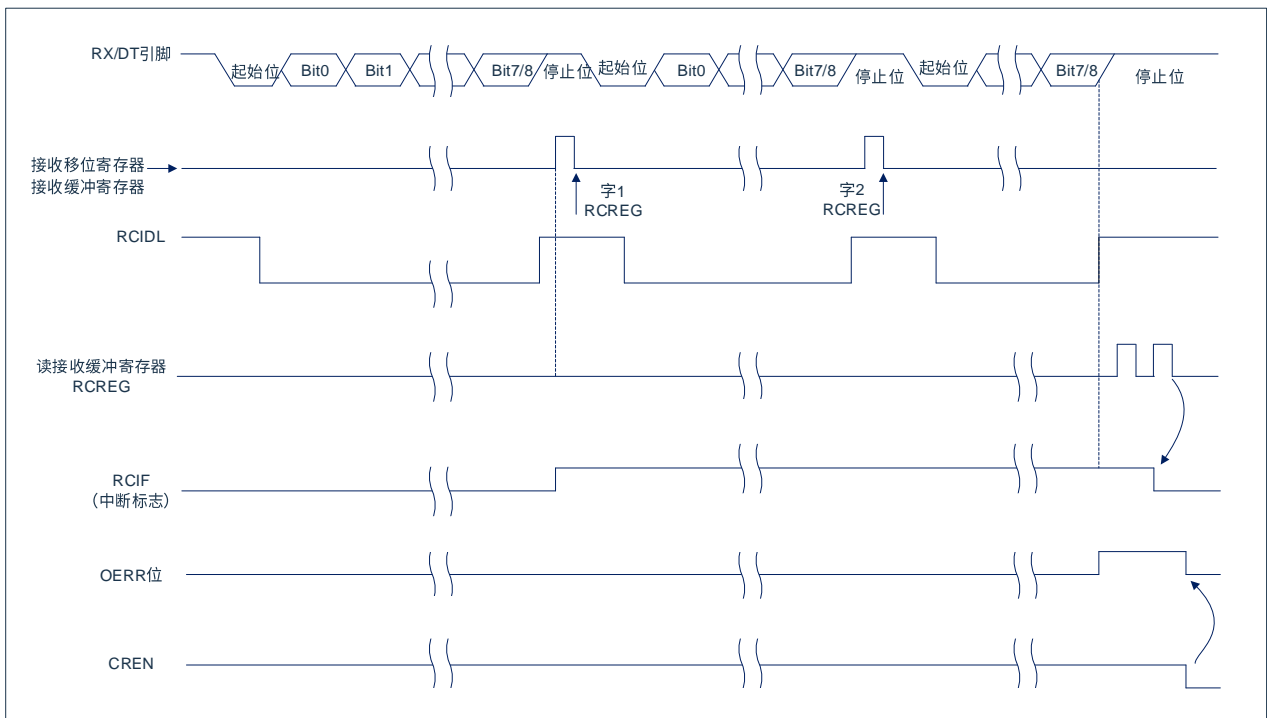 RX/DT引脚
起始位 Bit0 Bit1 Bit7/8 停止位 起始位 Bit0 Bit7/8 停止位 起始位 Bit7/8 停止位
接收移位寄存器
接收缓冲寄存器
字1
RCREG
字2
RCREG
RCIDL
读接收缓冲寄存器
RCREG
RCIF
（中断标志）
OERR位
CREN